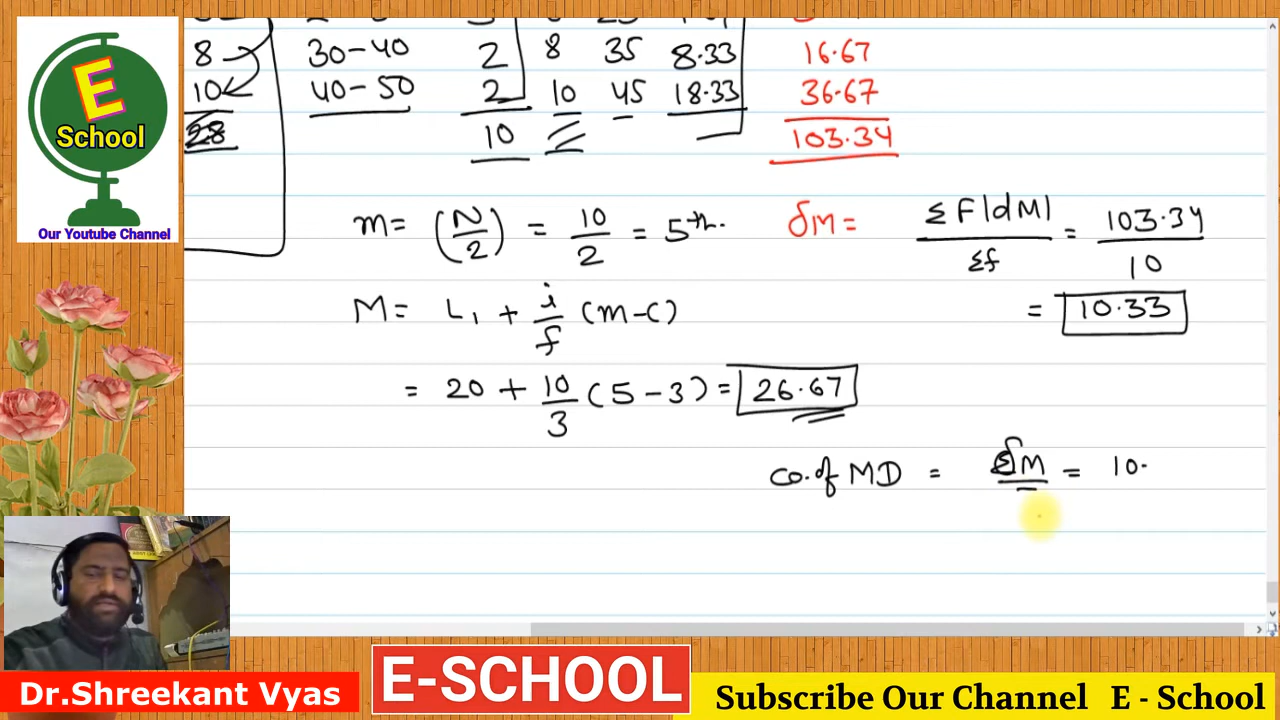 E
School
Our Youtube Channel
8 30-40 2 8 35 8.33 16.67
10 40-50 2 10 45 18.33 36.67
28 10 103.34
m= (N/2) = 10/2 = 5th. δM= ΣF|dM|/Σf = 103.34/10
M= L1 + i/f (m-c) = 10.33
= 20 + 10/3 (5-3) = 26.67
co.of MD = δM = 10.
Dr.Shreekant Vyas
E-SCHOOL
Subscribe Our Channel E - School